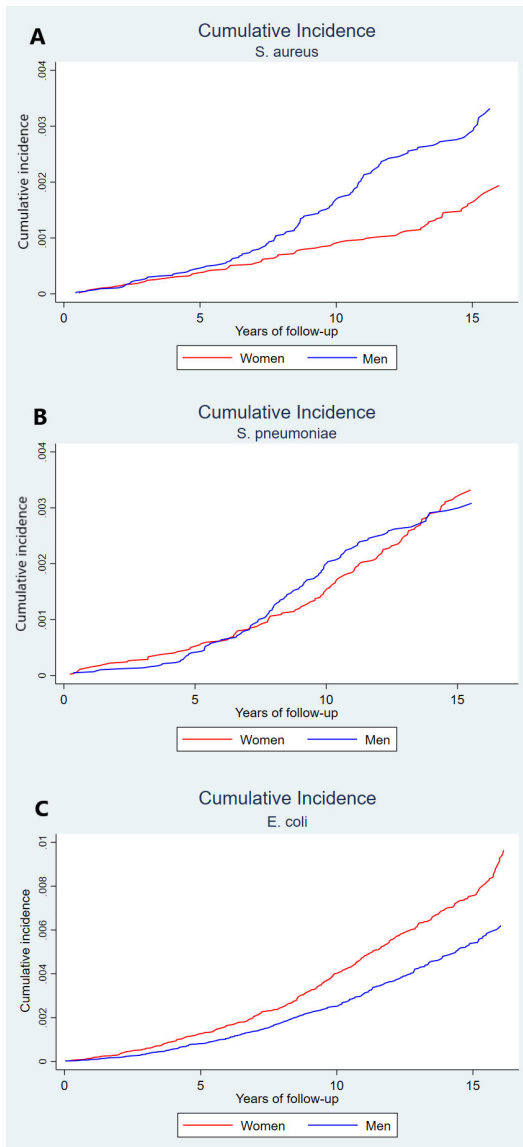 A
Cumulative Incidence
S. aureus
Cumulative incidence
.004
.003
.002
.001
0
0 5 10 15
Years of follow-up
Women Men
B
Cumulative Incidence
S. pneumoniae
Cumulative incidence
.004
.003
.002
.001
0
0 5 10 15
Years of follow-up
Women Men
C
Cumulative Incidence
E. coli
Cumulative incidence
.01
.008
.006
.004
.002
0
0 5 10 15
Years of follow-up
Women Men